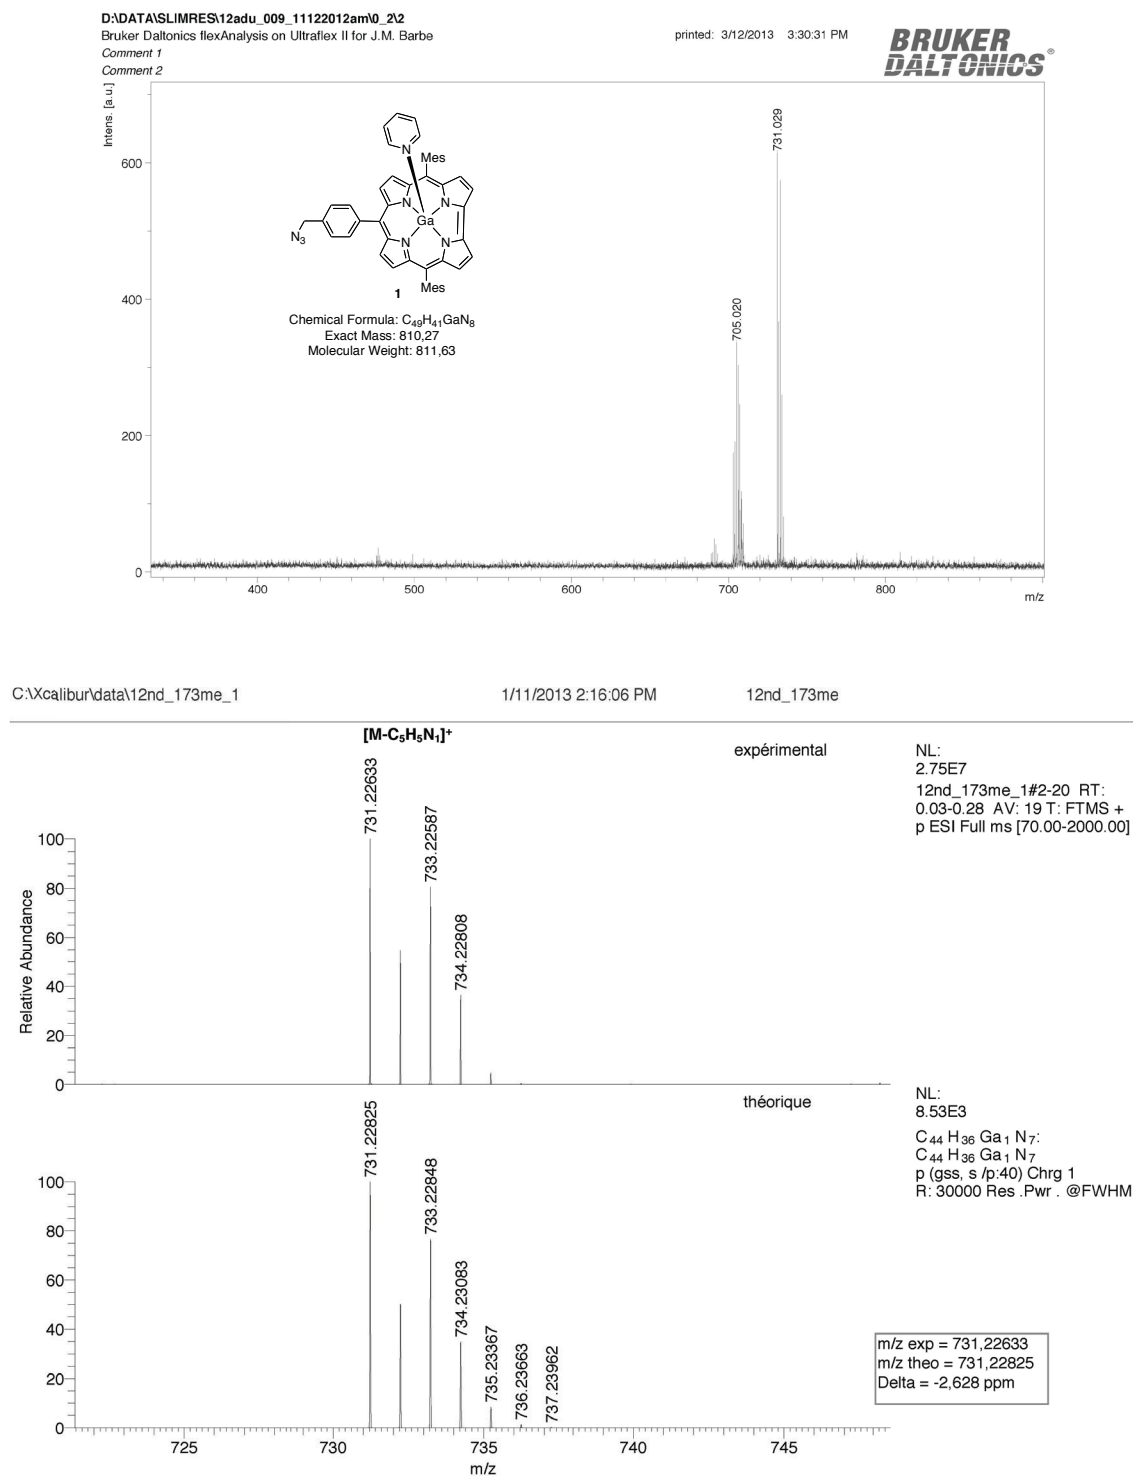 D:\DATA\SLIMRES\12adu_009_11122012am\0_2\2
Bruker Daltonics flexAnalysis on Ultraflex II for J.M. Barbe
printed: 3/12/2013 3:30:31 PM
BRUKER
DALTONICS®
Comment 1
Comment 2
Intens. [a.u.]
600
400
200
0
731.029
705.020
N
Mes
N
N
Ga
N
N
N3
Mes
1
Chemical Formula: C49H41GaN8
Exact Mass: 810,27
Molecular Weight: 811,63
400
500
600
700
800
m/z
C:\Xcalibur\data\12nd_173me_1
1/11/2013 2:16:06 PM
12nd_173me
[M-C5H5N1]+
expérimental
NL:
2.75E7
12nd_173me_1#2-20 RT:
0.03-0.28 AV: 19 T: FTMS +
p ESI Full ms [70.00-2000.00]
731.22633
733.22587
734.22808
100
80
60
40
20
0
Relative Abundance
théorique
NL:
8.53E3
C44 H36 Ga1 N7:
C44 H36 Ga1 N7
p (gss, s /p:40) Chrg 1
R: 30000 Res .Pwr . @FWHM
731.22825
733.22848
734.23083
735.23367
736.23663
737.23962
100
80
60
40
20
0
m/z exp = 731,22633
m/z theo = 731,22825
Delta = -2,628 ppm
725
730
735
740
745
m/z